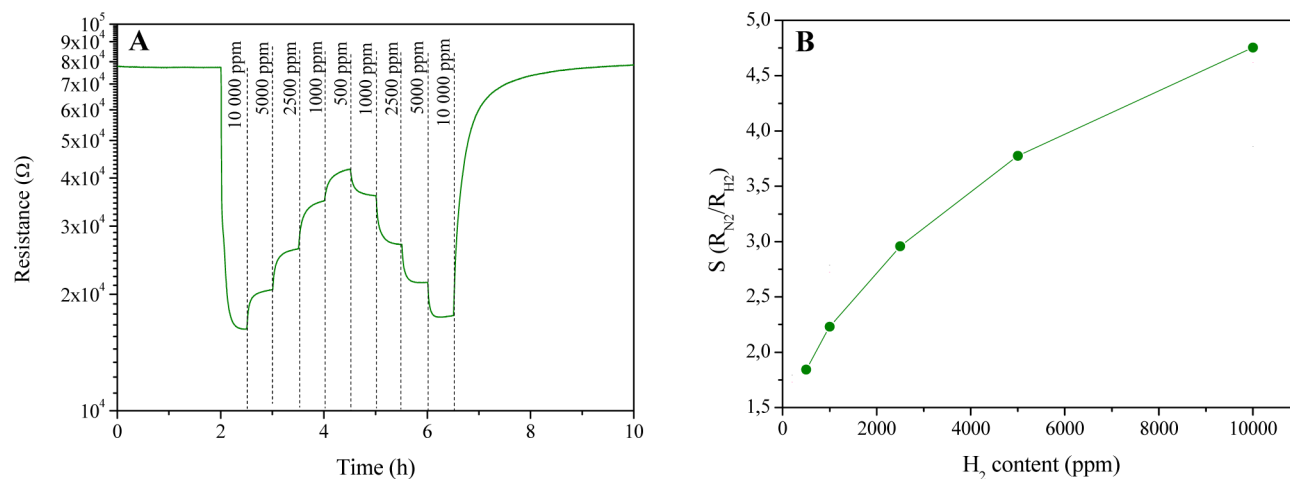 A
10⁵
9x10⁴
8x10⁴
7x10⁴
6x10⁴
5x10⁴
4x10⁴
3x10⁴
2x10⁴
10⁴
Resistance (Ω)
10 000 ppm
5000 ppm
2500 ppm
1000 ppm
500 ppm
1000 ppm
2500 ppm
5000 ppm
10 000 ppm
0 2 4 6 8 10
Time (h)
B
5,0
4,5
4,0
3,5
3,0
2,5
2,0
1,5
S (R_N2/R_H2)
0 2000 4000 6000 8000 10000
H₂ content (ppm)